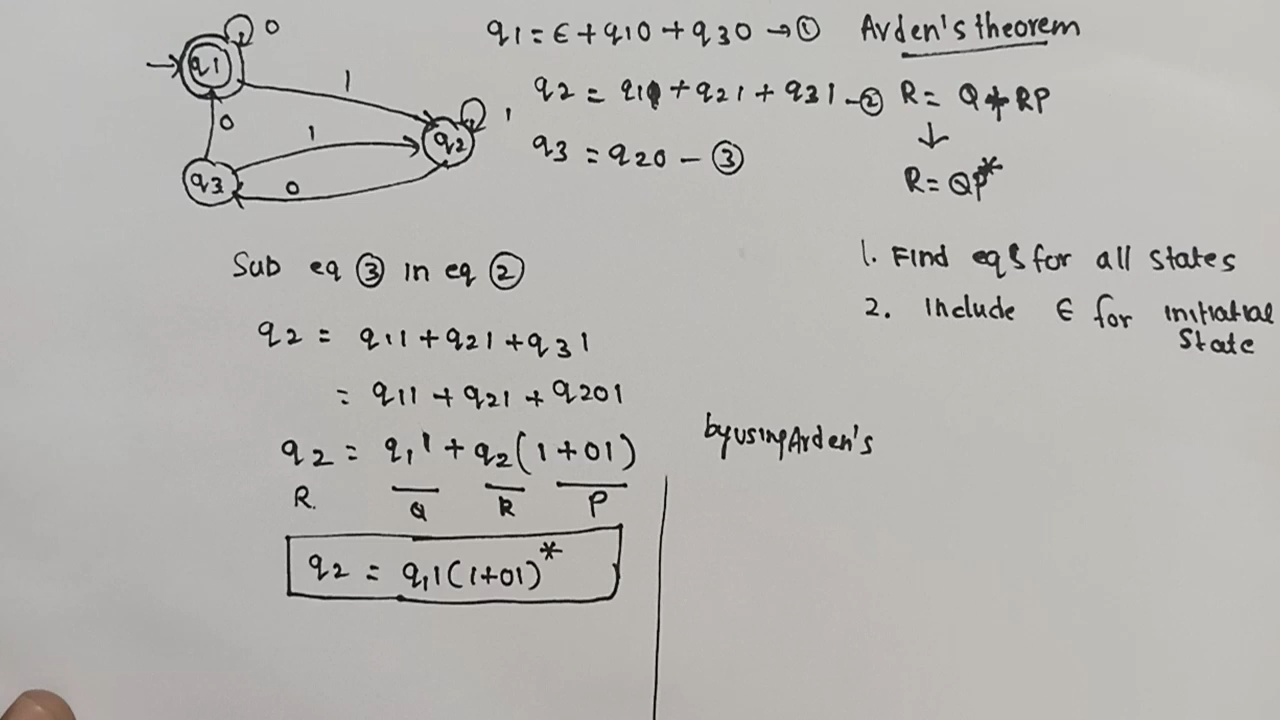 q1 = ε + q10 + q30 → ① Arden's theorem
q2 = q11 + q21 + q31 - ② R = Q + RP
q3 = q20 - ③
↓
R = QP*
q1
0
1
q2
1
0
1
q3
0
1. Find eqs for all states
2. Include ε for initiatial
state
Sub eq ③ in eq ②
q2 = q11 + q21 + q31
= q11 + q21 + q201
q2 = q11 + q2(1+01)
R. Q R P
by using Arden's
q2 = q11(1+01)*